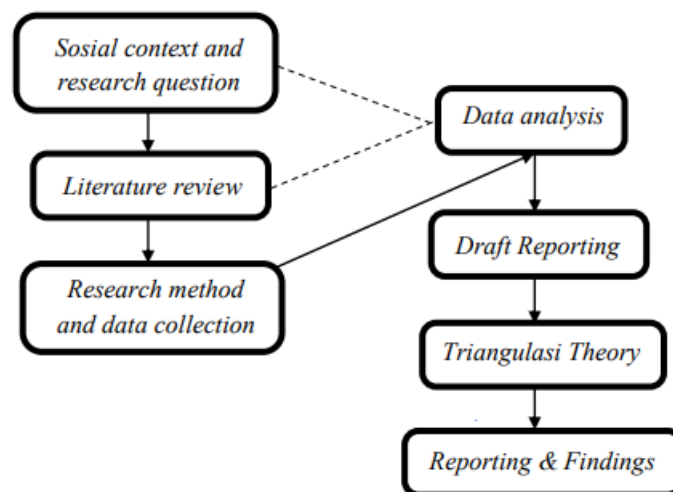 Sosial context and
research question
Literature review
Research method
and data collection
Data analysis
Draft Reporting
Triangulasi Theory
Reporting & Findings